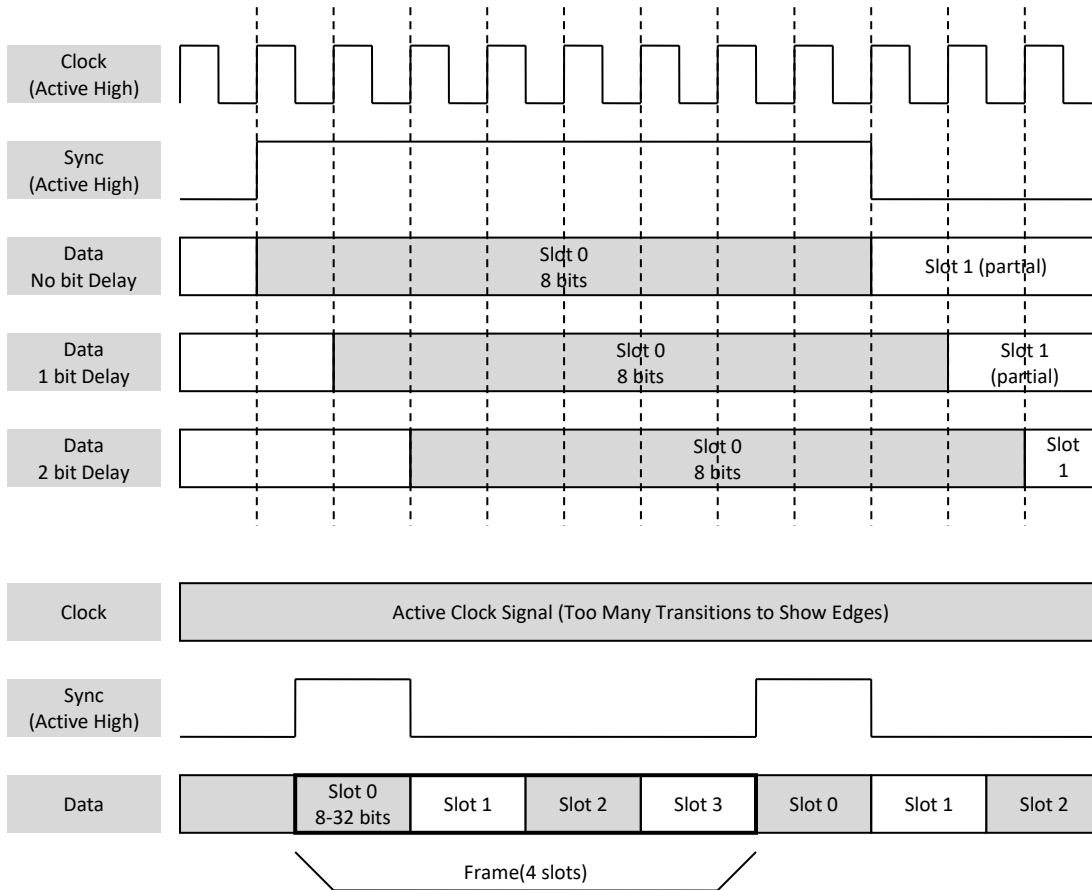 Clock
(Active High)
Sync
(Active High)
Data
No bit Delay
Slot 0
8 bits
Slot 1 (partial)
Data
1 bit Delay
Slot 0
8 bits
Slot 1
(partial)
Data
2 bit Delay
Slot 0
8 bits
Slot
1
Clock
Active Clock Signal (Too Many Transitions to Show Edges)
Sync
(Active High)
Data
Slot 0
8-32 bits
Slot 1
Slot 2
Slot 3
Slot 0
Slot 1
Slot 2
Frame(4 slots)